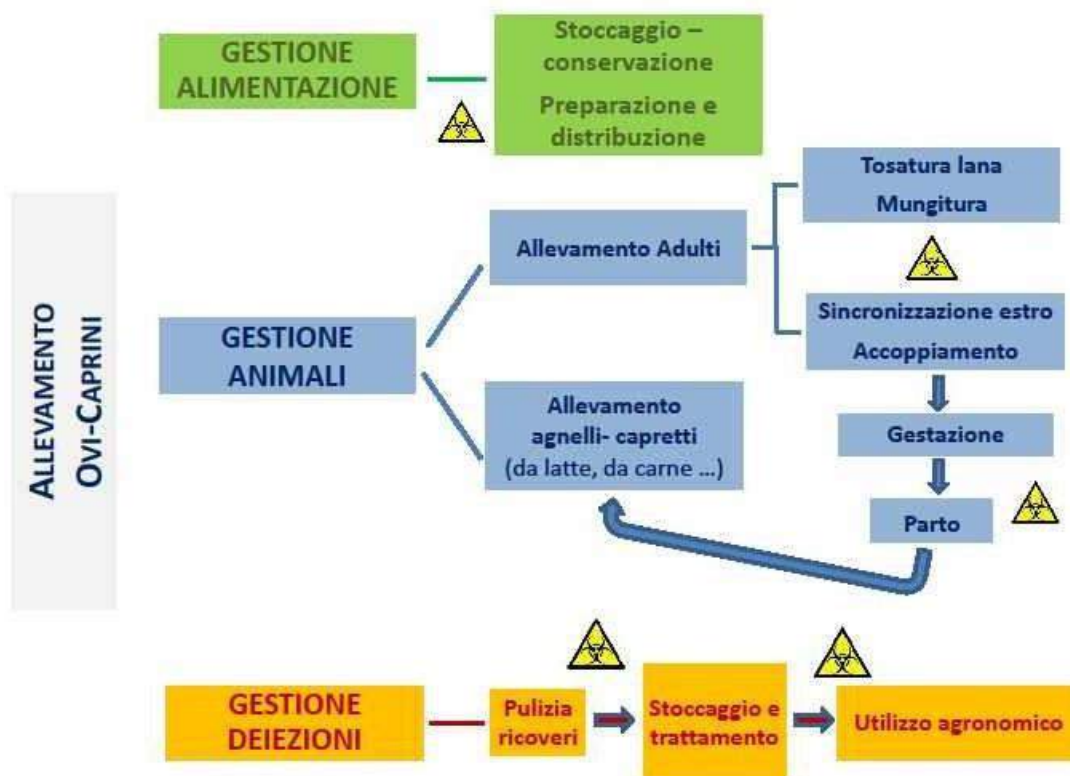 ALLEVAMENTO
OVI-CAPRINI
GESTIONE
ALIMENTAZIONE
Stoccaggio –
conservazione
Preparazione e
distribuzione
GESTIONE
ANIMALI
Allevamento Adulti
Tosatura lana
Mungitura
Sincronizzazione estro
Accoppiamento
Gestazione
Parto
Allevamento
agnelli- capretti
(da latte, da carne ...)
GESTIONE
DEIEZIONI
Pulizia
ricoveri
Stoccaggio e
trattamento
Utilizzo agronomico